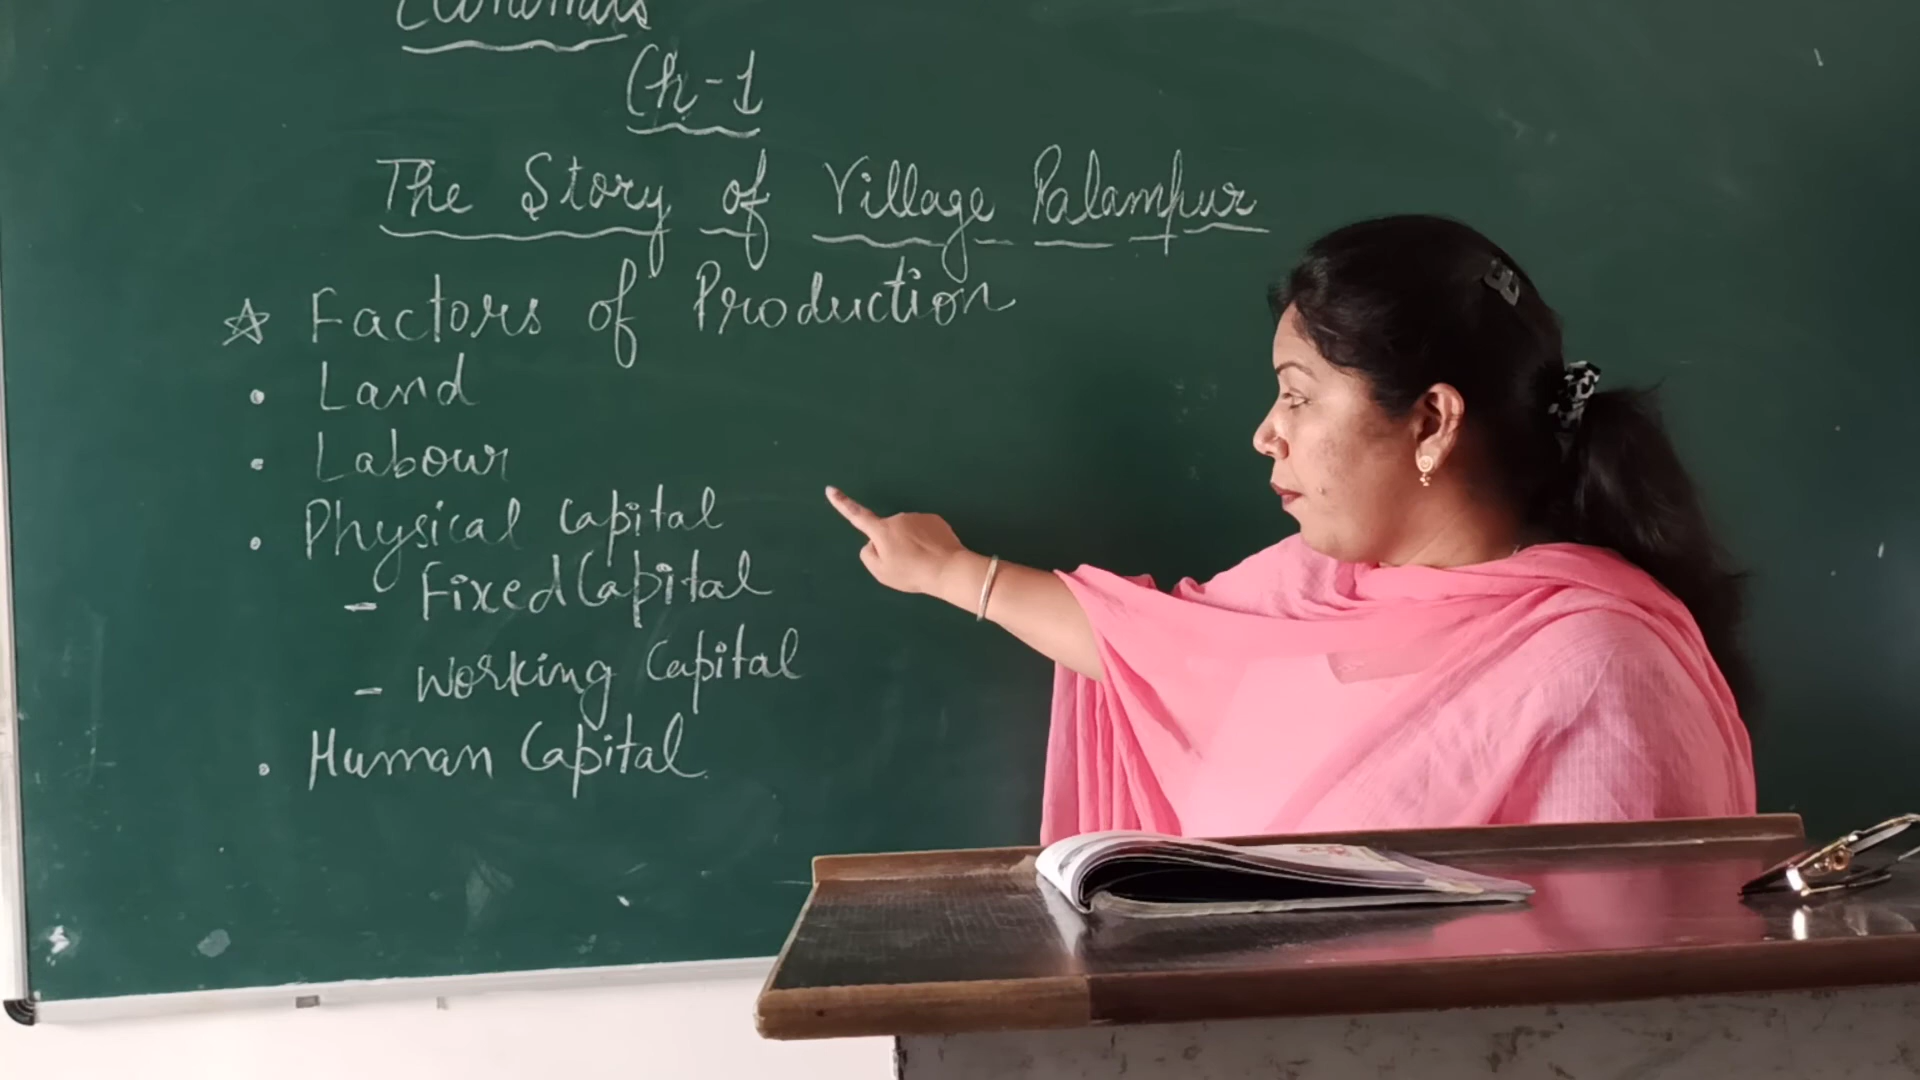 Economics
Ch-1
The Story of Village Palampur
☆ Factors of Production
• Land
• Labour
• Physical Capital
- Fixed Capital
- Working Capital
• Human Capital